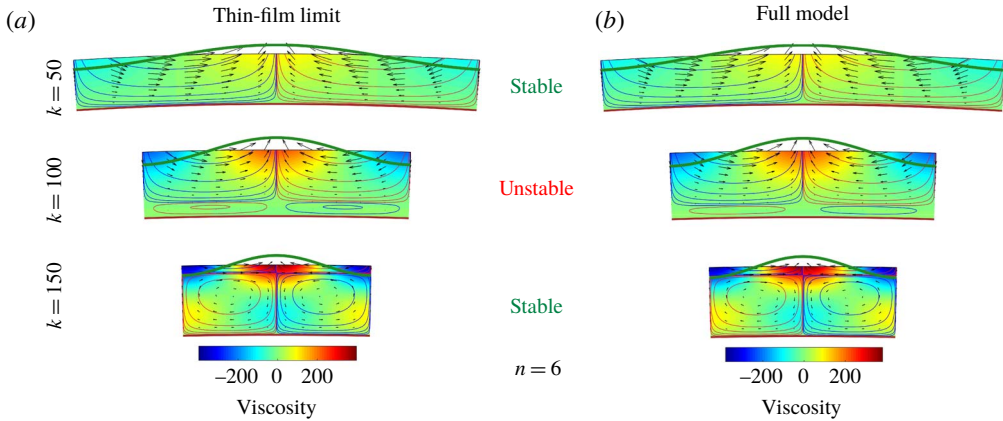 (a) Thin-film limit
(b) Full model
k = 50
Stable
k = 100
Unstable
k = 150
Stable
n = 6
−200 0 200
Viscosity
−200 0 200
Viscosity